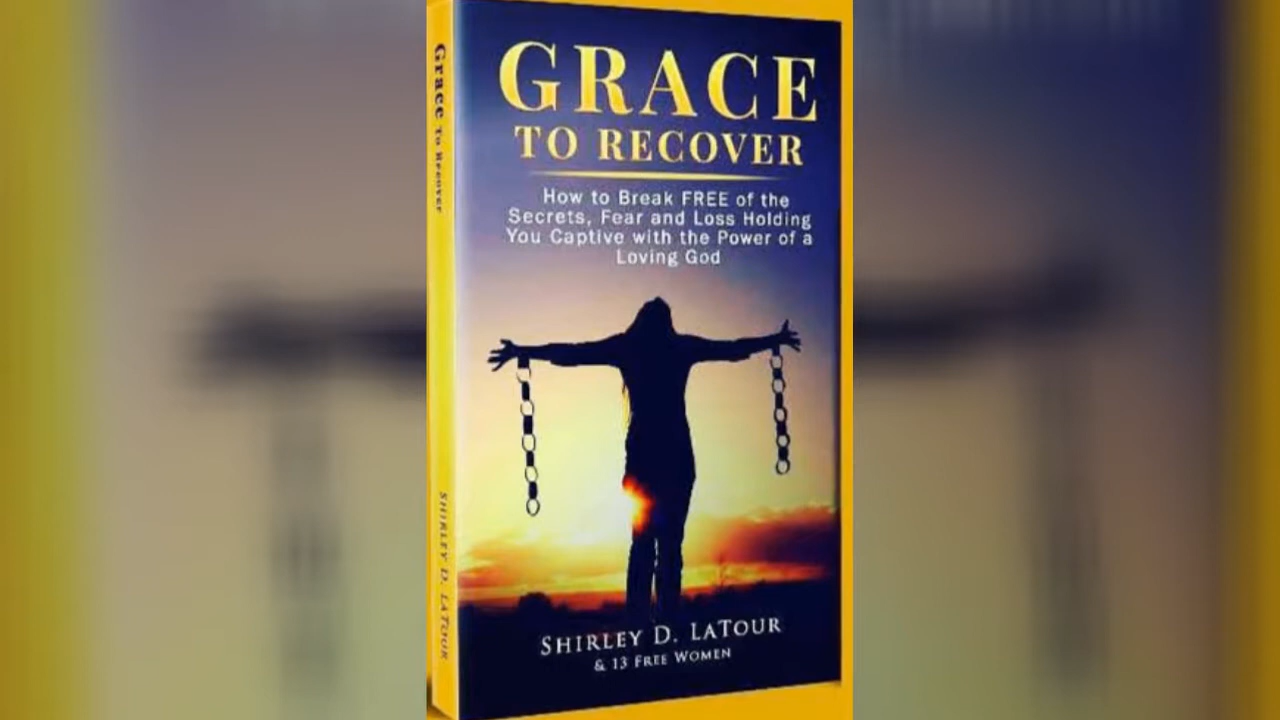 GRACE
TO RECOVER
How to Break FREE of the
Secrets, Fear and Loss Holding
You Captive with the Power of a
Loving God
SHIRLEY D. LATOUR
& 13 FREE WOMEN
Grace To Recover
SHIRLEY D. LATOUR